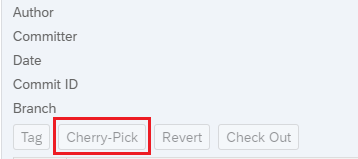 Author
Committer
Date
Commit ID
Branch
Tag Cherry-Pick Revert Check Out